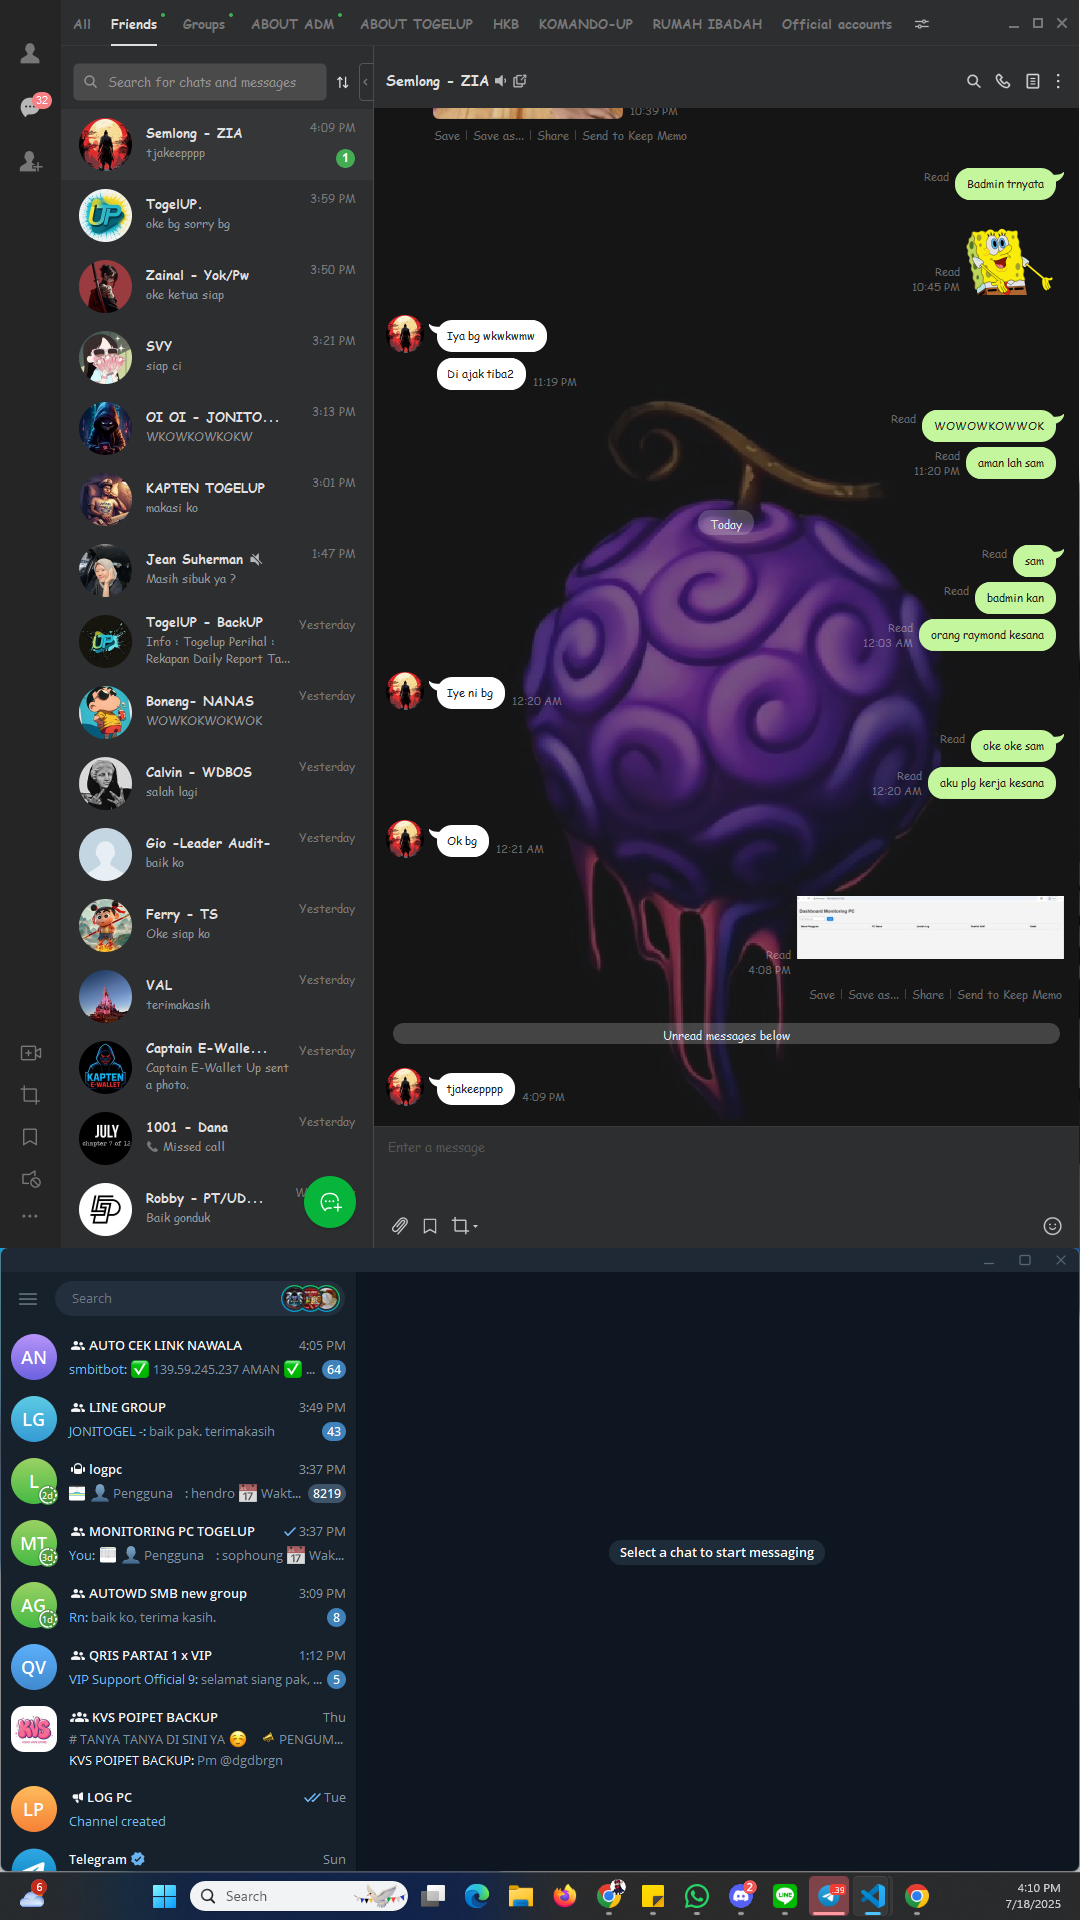 All
Friends
Groups
ABOUT ADM
ABOUT TOGELUP
HKB
KOMANDO-UP
RUMAH IBADAH
Official accounts
32
Search for chats and messages
Semlong - ZIA
4:09 PM
tjakeepppp
1
TogelUP.
3:59 PM
oke bg sorry bg
Zainal - Yok/Pw
3:50 PM
oke ketua siap
SVY
3:21 PM
siap ci
OI OI - JONITO...
3:13 PM
WKOWKOWKOKW
KAPTEN TOGELUP
3:01 PM
makasi ko
Jean Suherman
1:47 PM
Masih sibuk ya ?
TogelUP - BackUP
Yesterday
Info : Togelup Perihal :
Rekapan Daily Report Ta...
Boneng- NANAS
Yesterday
WOWKOKWOKWOK
Calvin - WDBOS
Yesterday
salah lagi
Gio -Leader Audit-
Yesterday
baik ko
Ferry - TS
Yesterday
Oke siap ko
VAL
Yesterday
terimakasih
Captain E-Walle...
Yesterday
Captain E-Wallet Up sent
a photo.
KAPTEN
E-WALLET
1001 - Dana
Yesterday
Missed call
JULY
chapter 7 of 12
Robby - PT/UD...
Baik gonduk
Semlong - ZIA
10:39 PM
Save | Save as... | Share | Send to Keep Memo
Read
Badmin trnyata
Read
10:45 PM
Iya bg wkwkwmw
Di ajak tiba2
11:19 PM
Read
WOWOWKOWWOK
Read
11:20 PM
aman lah sam
Today
Read
sam
Read
badmin kan
Read
12:03 AM
orang raymond kesana
Iye ni bg
12:20 AM
Read
oke oke sam
Read
12:20 AM
aku plg kerja kesana
Ok bg
12:21 AM
Dashboard Monitoring PC
Read
4:08 PM
Save | Save as... | Share | Send to Keep Memo
Unread messages below
tjakeepppp
4:09 PM
Enter a message
Search
AN
AUTO CEK LINK NAWALA
4:05 PM
smbitbot: ✅ 139.59.245.237 AMAN ✅ ...
64
LG
LINE GROUP
3:49 PM
JONITOGEL -: baik pak. terimakasih
43
L
2d
logpc
3:37 PM
Pengguna : hendro 📅 Wakt...
8219
MT
3d
MONITORING PC TOGELUP
3:37 PM
You: Pengguna : sophoung 📅 Wak...
AG
1d
AUTOWD SMB new group
3:09 PM
Rn: baik ko, terima kasih.
8
QV
QRIS PARTAI 1 x VIP
1:12 PM
VIP Support Official 9: selamat siang pak, ...
5
KVS
KVS POIPET BACKUP
Thu
# TANYA TANYA DI SINI YA ☺️ PENGUM...
KVS POIPET BACKUP: Pm @dgdbrgn
LP
LOG PC
Tue
Channel created
Telegram
Sun
Select a chat to start messaging
6
Search
2
LINE
39
4:10 PM
7/18/2025